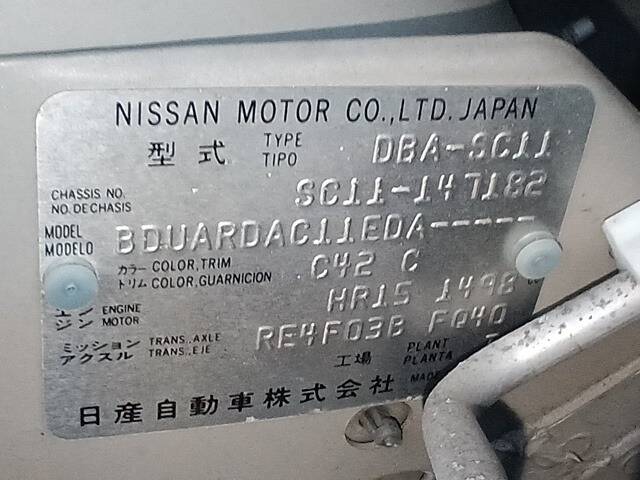 NISSAN MOTOR CO.,LTD. JAPAN
型式 TYPE TIPO DBA-SC11
CHASSIS NO. NO. DE CHASIS SC11-147182
MODEL MODELO BDUARDAC11EDA-----
カラー COLOR,TRIM トリム COLOR,GUARNICION C42 C
エンジン ENGINE MOTOR HR15 1498 cc
ミッション TRANS.,AXLE アクスル TRANS.,EJE RE4F03B FQ40
工場 PLANT PLANTA
日産自動車株式会社 MADE